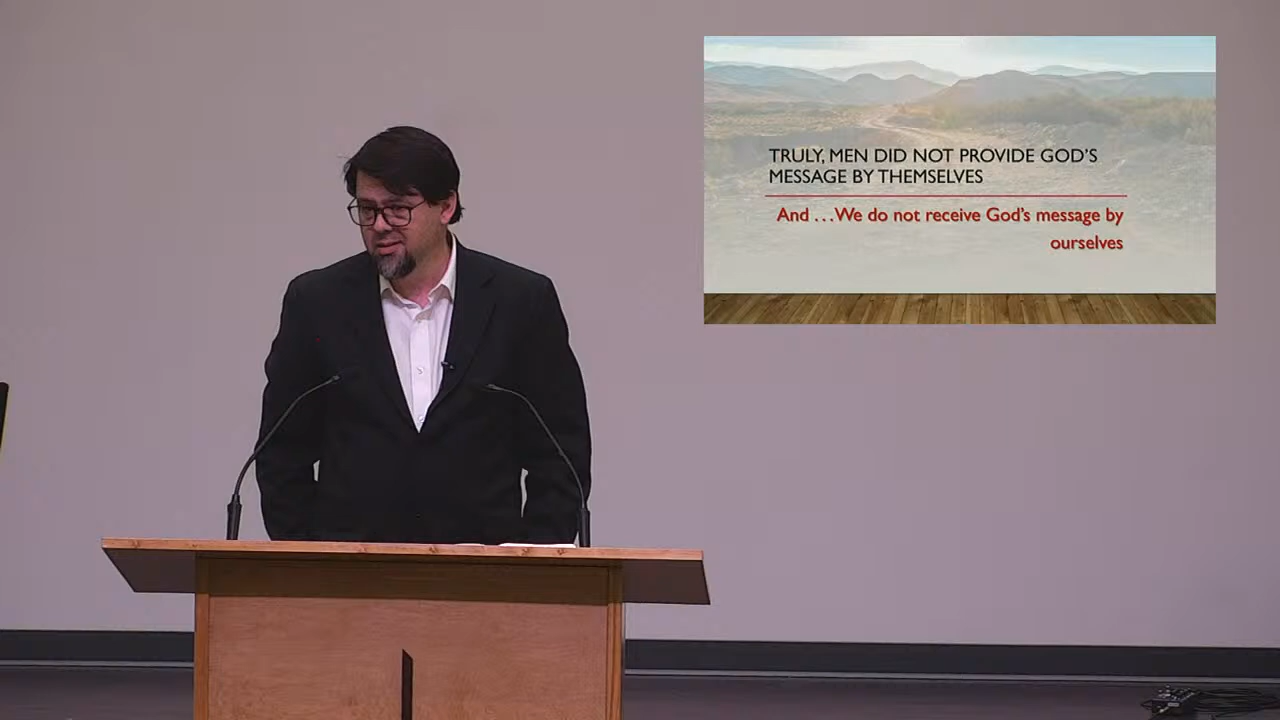 TRULY, MEN DID NOT PROVIDE GOD'S
MESSAGE BY THEMSELVES
And …We do not receive God's message by
ourselves